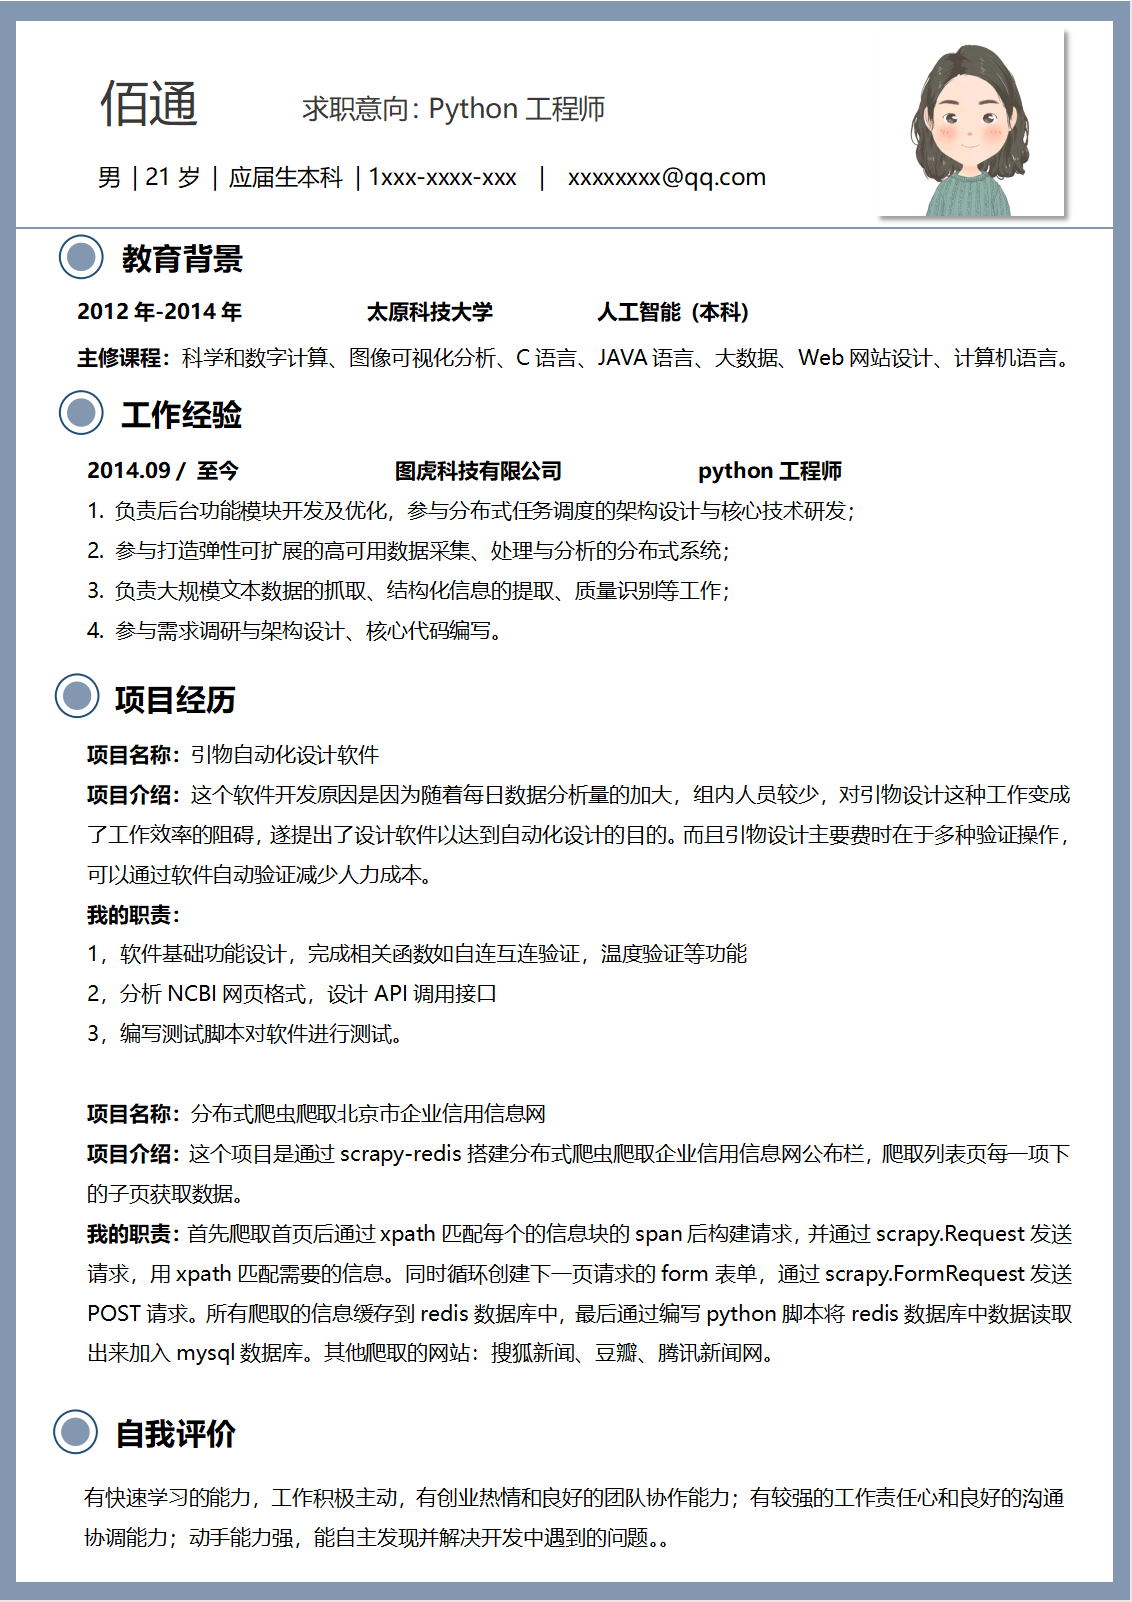 佰通
求职意向：Python 工程师
男 | 21 岁 | 应届生本科 | 1xxx-xxxx-xxx | xxxxxxxx@qq.com
教育背景
2012 年-2014 年 太原科技大学 人工智能（本科）
主修课程：科学和数字计算、图像可视化分析、C 语言、JAVA 语言、大数据、Web 网站设计、计算机语言。
工作经验
2014.09 / 至今 图虎科技有限公司 python 工程师
1. 负责后台功能模块开发及优化，参与分布式任务调度的架构设计与核心技术研发；
2. 参与打造弹性可扩展的高可用数据采集、处理与分析的分布式系统；
3. 负责大规模文本数据的抓取、结构化信息的提取、质量识别等工作；
4. 参与需求调研与架构设计、核心代码编写。
项目经历
项目名称：引物自动化设计软件
项目介绍：这个软件开发原因是因为随着每日数据分析量的加大，组内人员较少，对引物设计这种工作变成
了工作效率的阻碍，遂提出了设计软件以达到自动化设计的目的。而且引物设计主要费时在于多种验证操作，
可以通过软件自动验证减少人力成本。
我的职责：
1，软件基础功能设计，完成相关函数如自连互连验证，温度验证等功能
2，分析 NCBI 网页格式，设计 API 调用接口
3，编写测试脚本对软件进行测试。
项目名称：分布式爬虫爬取北京市企业信用信息网
项目介绍：这个项目是通过 scrapy-redis 搭建分布式爬虫爬取企业信用信息网公布栏，爬取列表页每一项下
的子页获取数据。
我的职责：首先爬取首页后通过 xpath 匹配每个的信息块的 span 后构建请求，并通过 scrapy.Request 发送
请求，用 xpath 匹配需要的信息。同时循环创建下一页请求的 form 表单，通过 scrapy.FormRequest 发送
POST 请求。所有爬取的信息缓存到 redis 数据库中，最后通过编写 python 脚本将 redis 数据库中数据读取
出来加入 mysql 数据库。其他爬取的网站：搜狐新闻、豆瓣、腾讯新闻网。
自我评价
有快速学习的能力，工作积极主动，有创业热情和良好的团队协作能力；有较强的工作责任心和良好的沟通
协调能力；动手能力强，能自主发现并解决开发中遇到的问题。。